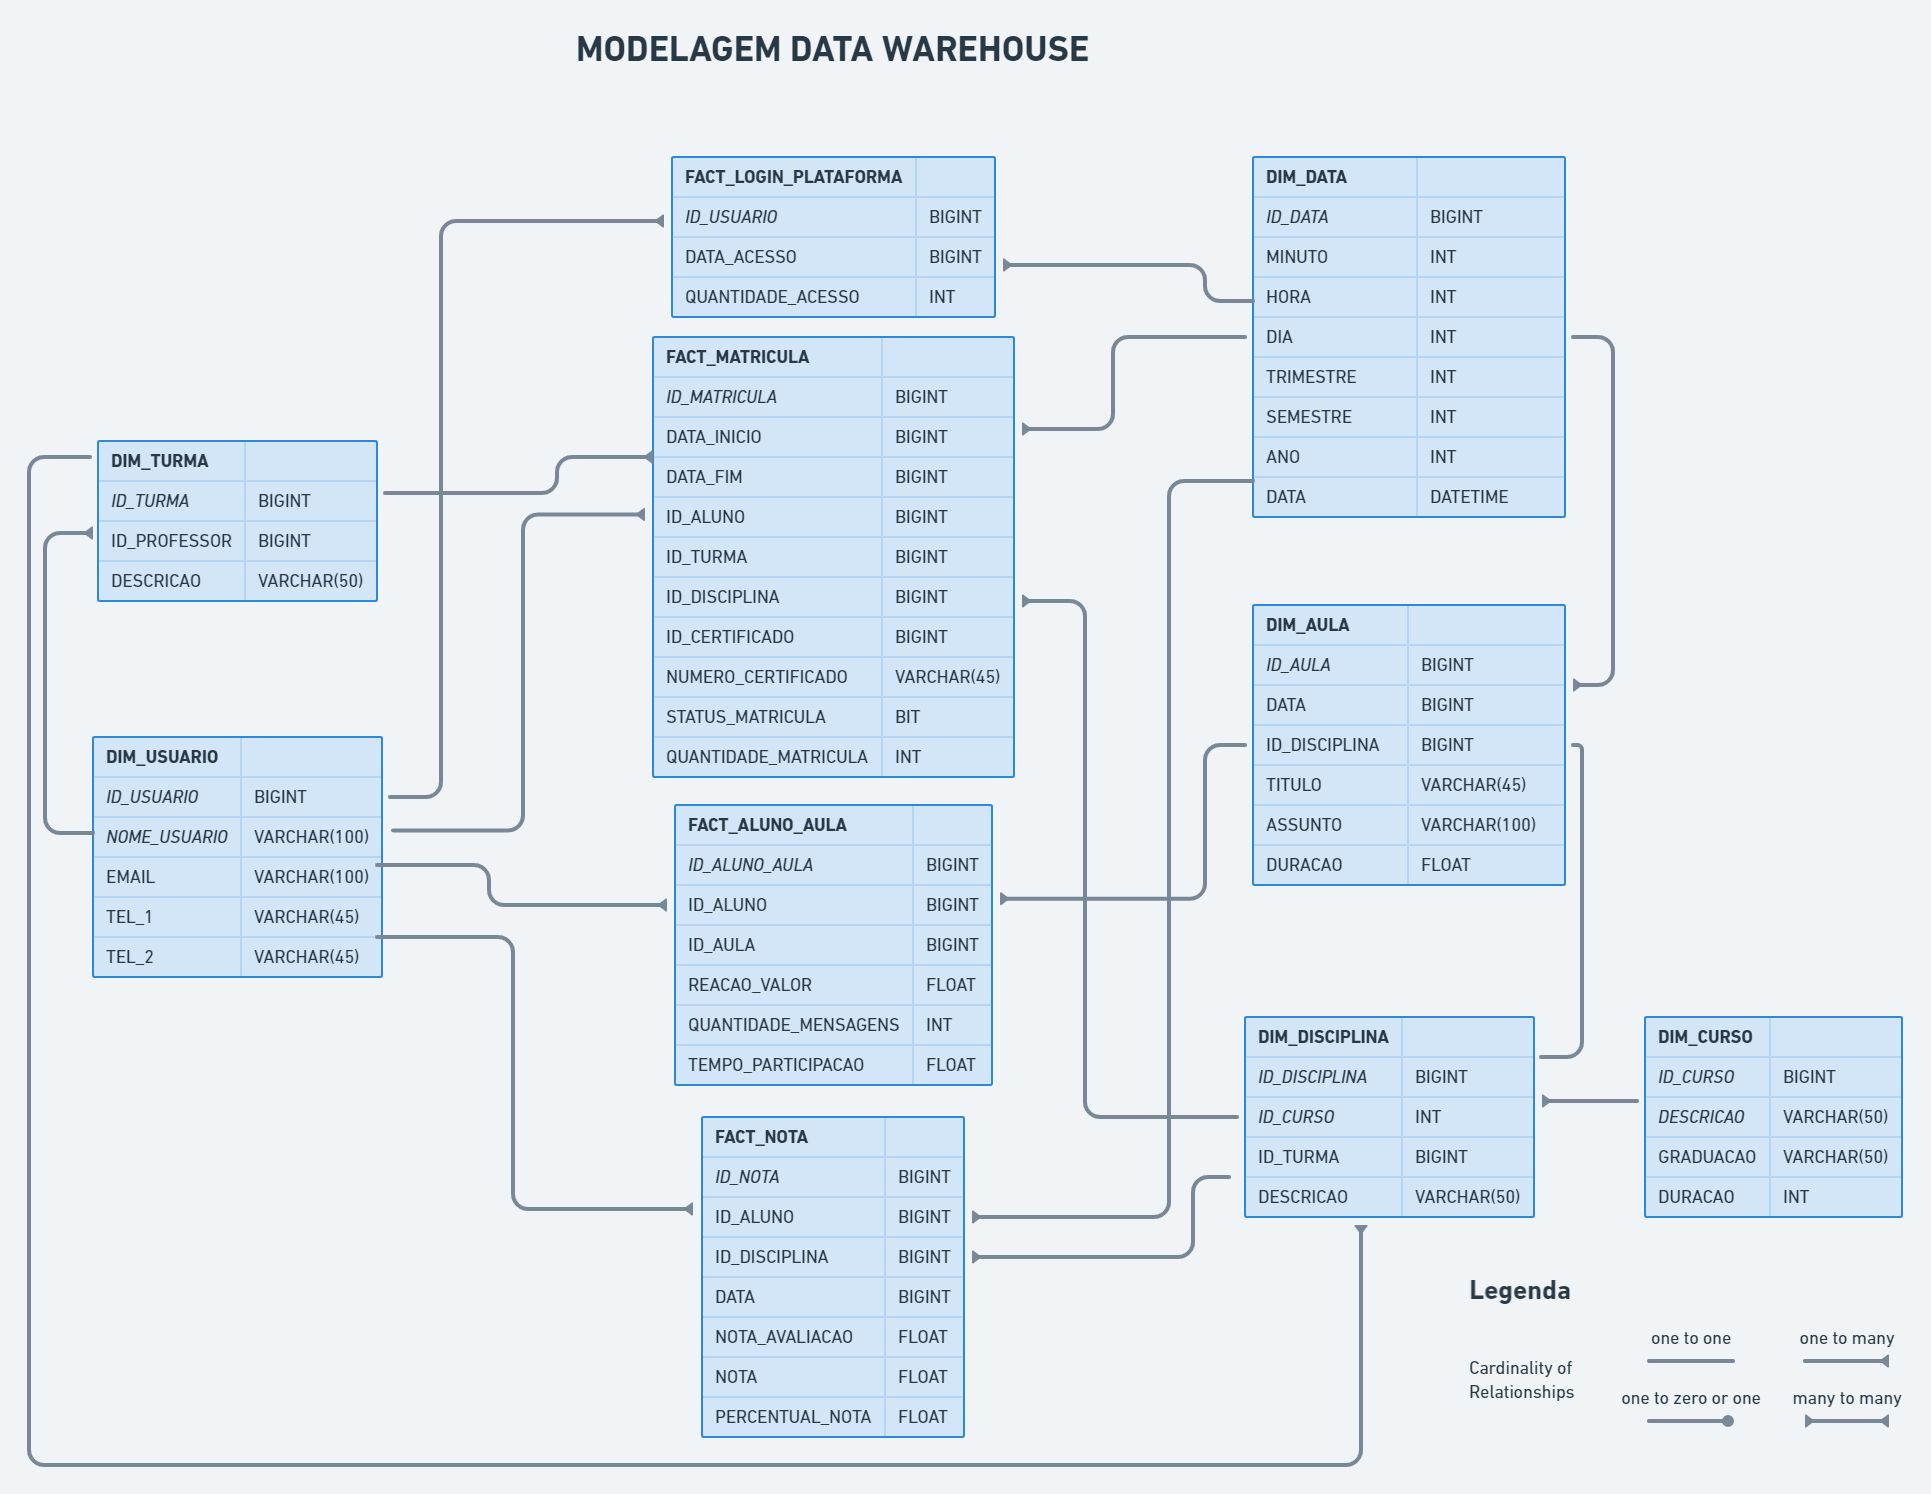 MODELAGEM DATA WAREHOUSE
FACT_LOGIN_PLATAFORMA
ID_USUARIO BIGINT
DATA_ACESSO BIGINT
QUANTIDADE_ACESSO INT
DIM_DATA
ID_DATA BIGINT
MINUTO INT
HORA INT
DIA INT
TRIMESTRE INT
SEMESTRE INT
ANO INT
DATA DATETIME
FACT_MATRICULA
ID_MATRICULA BIGINT
DATA_INICIO BIGINT
DATA_FIM BIGINT
ID_ALUNO BIGINT
ID_TURMA BIGINT
ID_DISCIPLINA BIGINT
ID_CERTIFICADO BIGINT
NUMERO_CERTIFICADO VARCHAR(45)
STATUS_MATRICULA BIT
QUANTIDADE_MATRICULA INT
DIM_TURMA
ID_TURMA BIGINT
ID_PROFESSOR BIGINT
DESCRICAO VARCHAR(50)
DIM_AULA
ID_AULA BIGINT
DATA BIGINT
ID_DISCIPLINA BIGINT
TITULO VARCHAR(45)
ASSUNTO VARCHAR(100)
DURACAO FLOAT
DIM_USUARIO
ID_USUARIO BIGINT
NOME_USUARIO VARCHAR(100)
EMAIL VARCHAR(100)
TEL_1 VARCHAR(45)
TEL_2 VARCHAR(45)
FACT_ALUNO_AULA
ID_ALUNO_AULA BIGINT
ID_ALUNO BIGINT
ID_AULA BIGINT
REACAO_VALOR FLOAT
QUANTIDADE_MENSAGENS INT
TEMPO_PARTICIPACAO FLOAT
DIM_DISCIPLINA
ID_DISCIPLINA BIGINT
ID_CURSO INT
ID_TURMA BIGINT
DESCRICAO VARCHAR(50)
DIM_CURSO
ID_CURSO BIGINT
DESCRICAO VARCHAR(50)
GRADUACAO VARCHAR(50)
DURACAO INT
FACT_NOTA
ID_NOTA BIGINT
ID_ALUNO BIGINT
ID_DISCIPLINA BIGINT
DATA BIGINT
NOTA_AVALIACAO FLOAT
NOTA FLOAT
PERCENTUAL_NOTA FLOAT
Legenda
Cardinality of
Relationships
one to one
one to many
one to zero or one
many to many